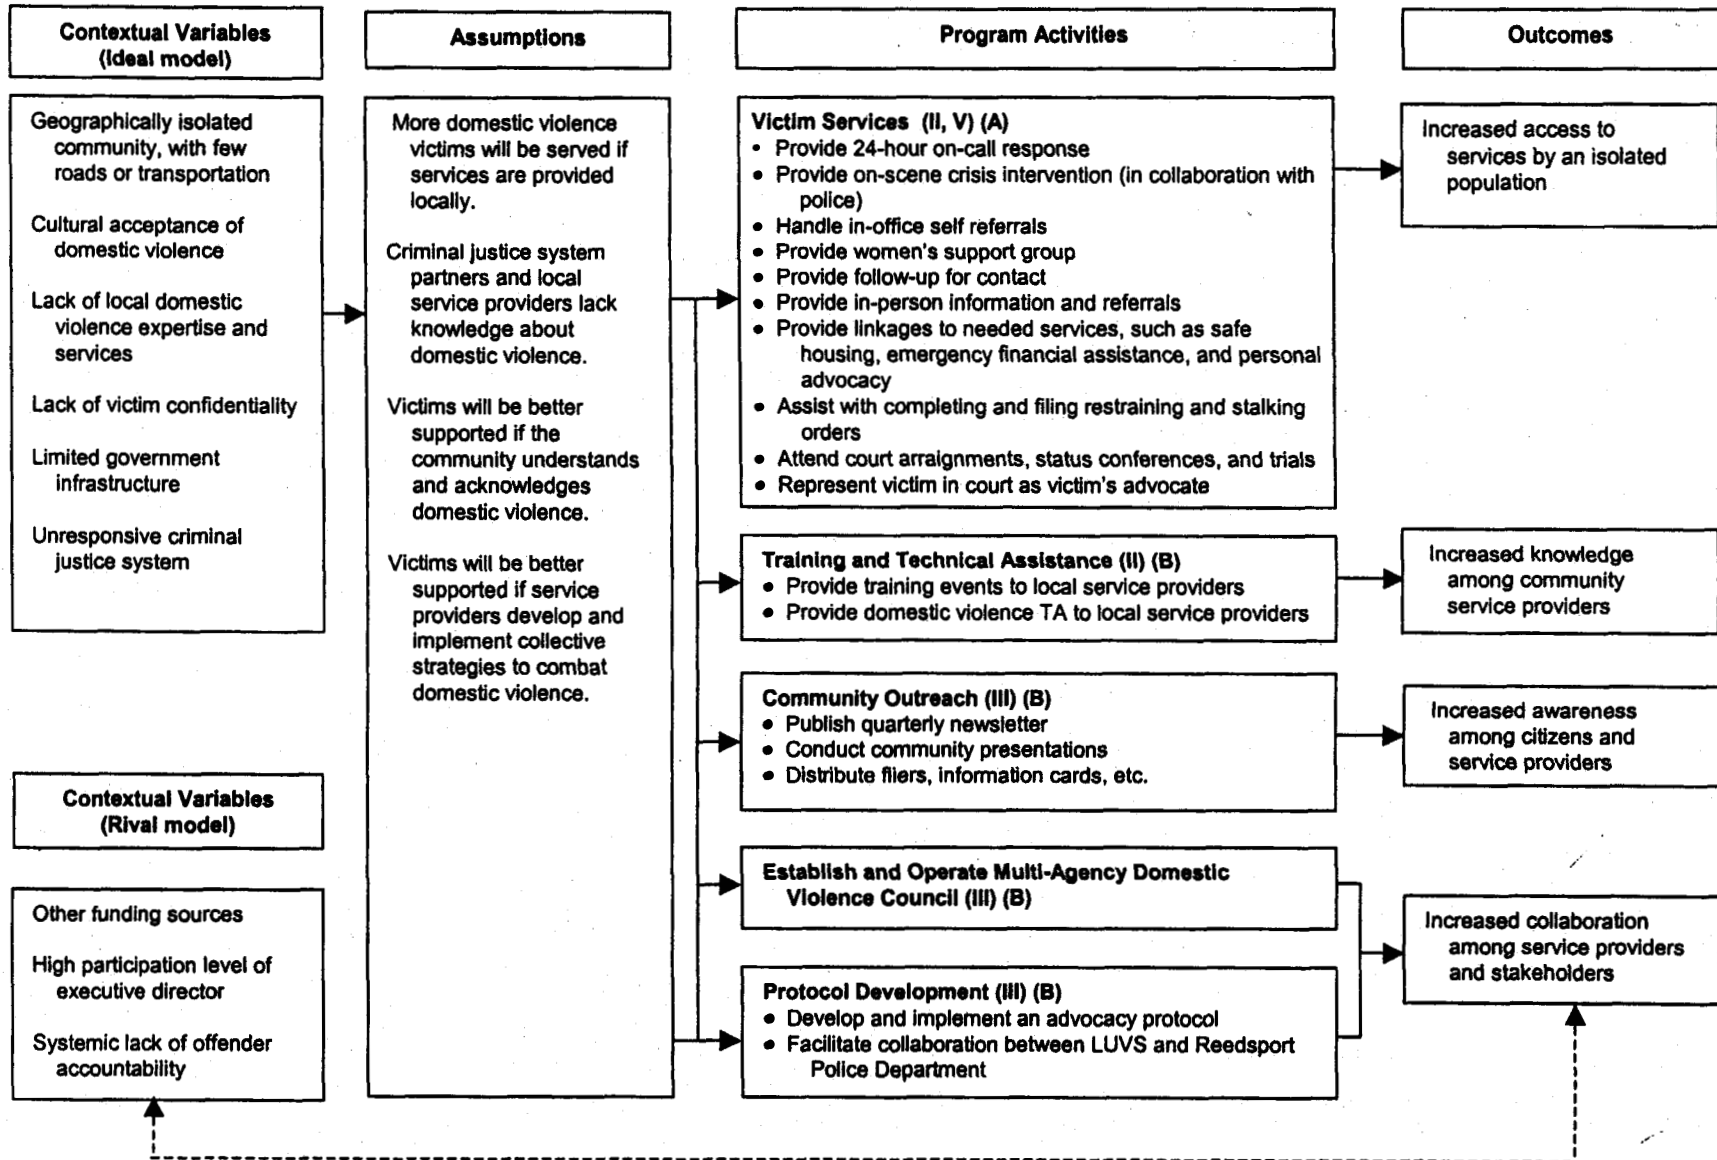 Contextual Variables
(Ideal model)
Geographically isolated
community, with few
roads or transportation
Cultural acceptance of
domestic violence
Lack of local domestic
violence expertise and
services
Lack of victim confidentiality
Limited government
infrastructure
Unresponsive criminal
justice system
Contextual Variables
(Rival model)
Other funding sources
High participation level of
executive director
Systemic lack of offender
accountability
Assumptions
More domestic violence
victims will be served if
services are provided
locally.
Criminal justice system
partners and local
service providers lack
knowledge about
domestic violence.
Victims will be better
supported if the
community understands
and acknowledges
domestic violence.
Victims will be better
supported if service
providers develop and
implement collective
strategies to combat
domestic violence.
Program Activities
Victim Services (II, V) (A)
• Provide 24-hour on-call response
• Provide on-scene crisis intervention (in collaboration with
police)
• Handle in-office self referrals
• Provide women's support group
• Provide follow-up for contact
• Provide in-person information and referrals
• Provide linkages to needed services, such as safe
housing, emergency financial assistance, and personal
advocacy
• Assist with completing and filing restraining and stalking
orders
• Attend court arraignments, status conferences, and trials
• Represent victim in court as victim's advocate
Training and Technical Assistance (II) (B)
• Provide training events to local service providers
• Provide domestic violence TA to local service providers
Community Outreach (III) (B)
• Publish quarterly newsletter
• Conduct community presentations
• Distribute fliers, information cards, etc.
Establish and Operate Multi-Agency Domestic
Violence Council (III) (B)
Protocol Development (III) (B)
• Develop and implement an advocacy protocol
• Facilitate collaboration between LUVS and Reedsport
Police Department
Outcomes
Increased access to
services by an isolated
population
Increased knowledge
among community
service providers
Increased awareness
among citizens and
service providers
Increased collaboration
among service providers
and stakeholders